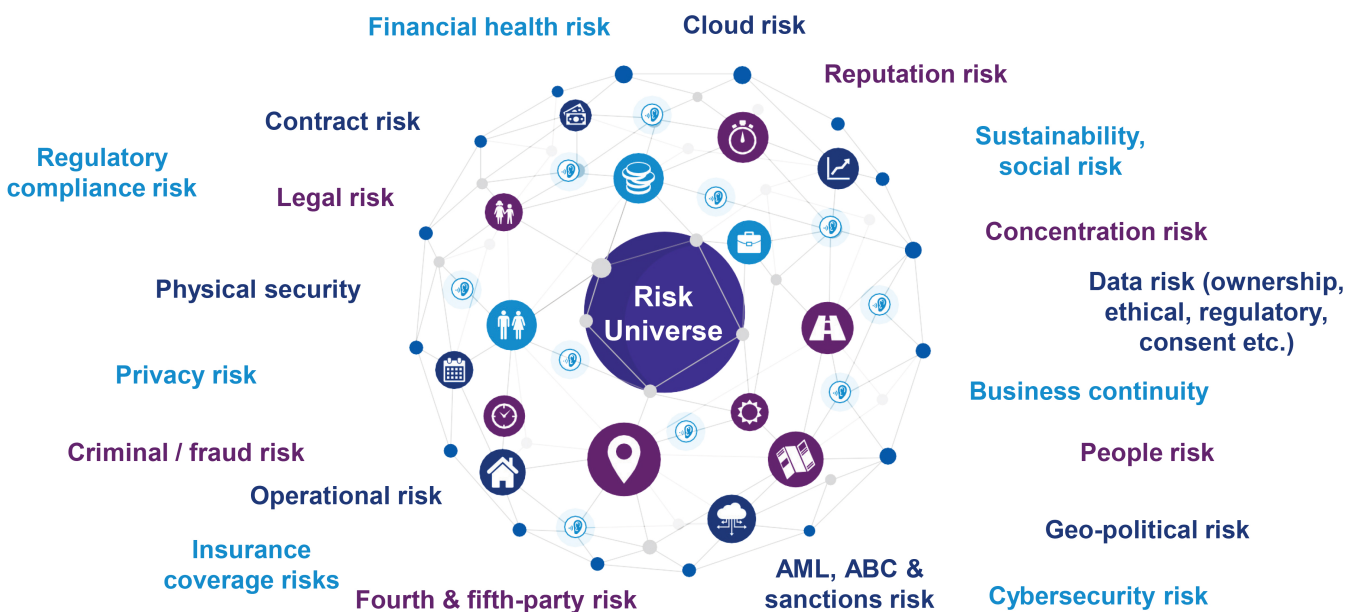 Financial health risk
Cloud risk
Reputation risk
Contract risk
Sustainability,
social risk
Regulatory
compliance risk
Legal risk
Concentration risk
Physical security
Data risk (ownership,
ethical, regulatory,
consent etc.)
Risk
Universe
Privacy risk
Business continuity
Criminal / fraud risk
People risk
Operational risk
Geo-political risk
Insurance
coverage risks
AML, ABC &
sanctions risk
Fourth & fifth-party risk
Cybersecurity risk